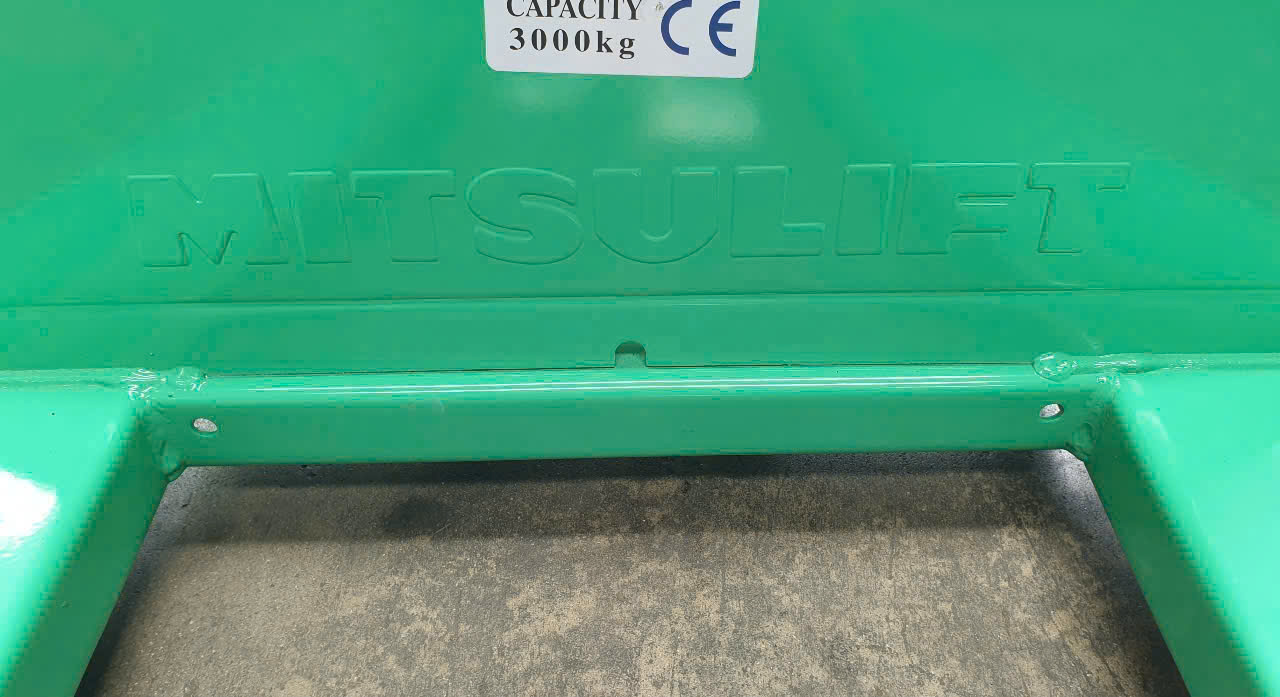 CAPACITY
3000kg
CE
MITSULIFT